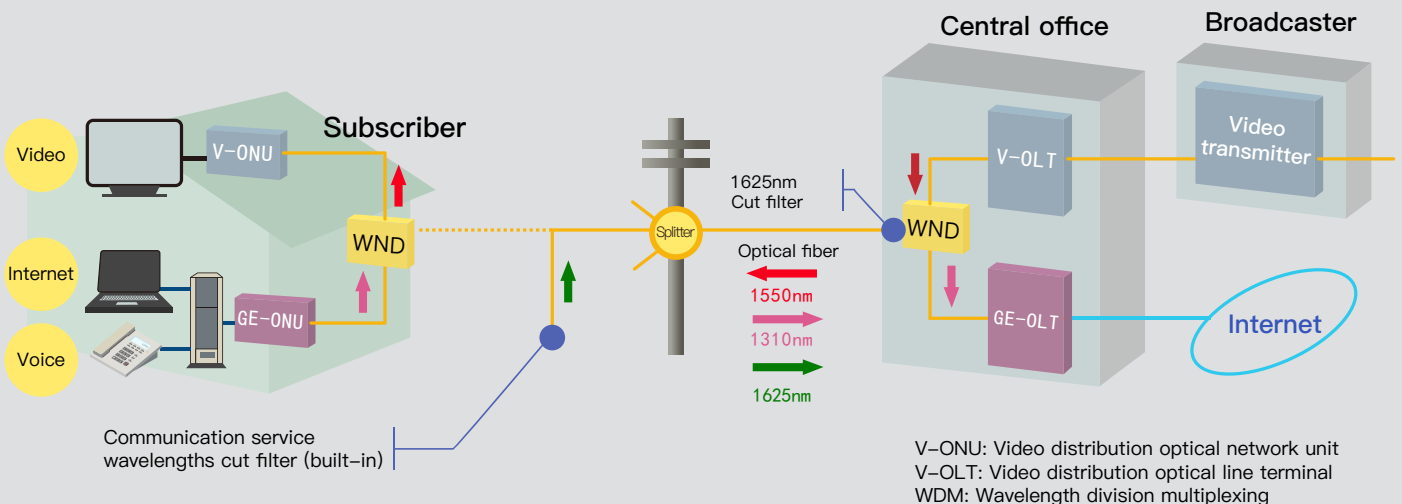 Central office
Broadcaster
Subscriber
Video
V-ONU
V-OLT
Video
transmitter
1625nm
Cut filter
WND
Splitter
WND
Internet
Optical fiber
1550nm
GE-ONU
1310nm
GE-OLT
Internet
Voice
1625nm
Communication service
wavelengths cut filter (built-in)
V-ONU: Video distribution optical network unit
V-OLT: Video distribution optical line terminal
WDM: Wavelength division multiplexing